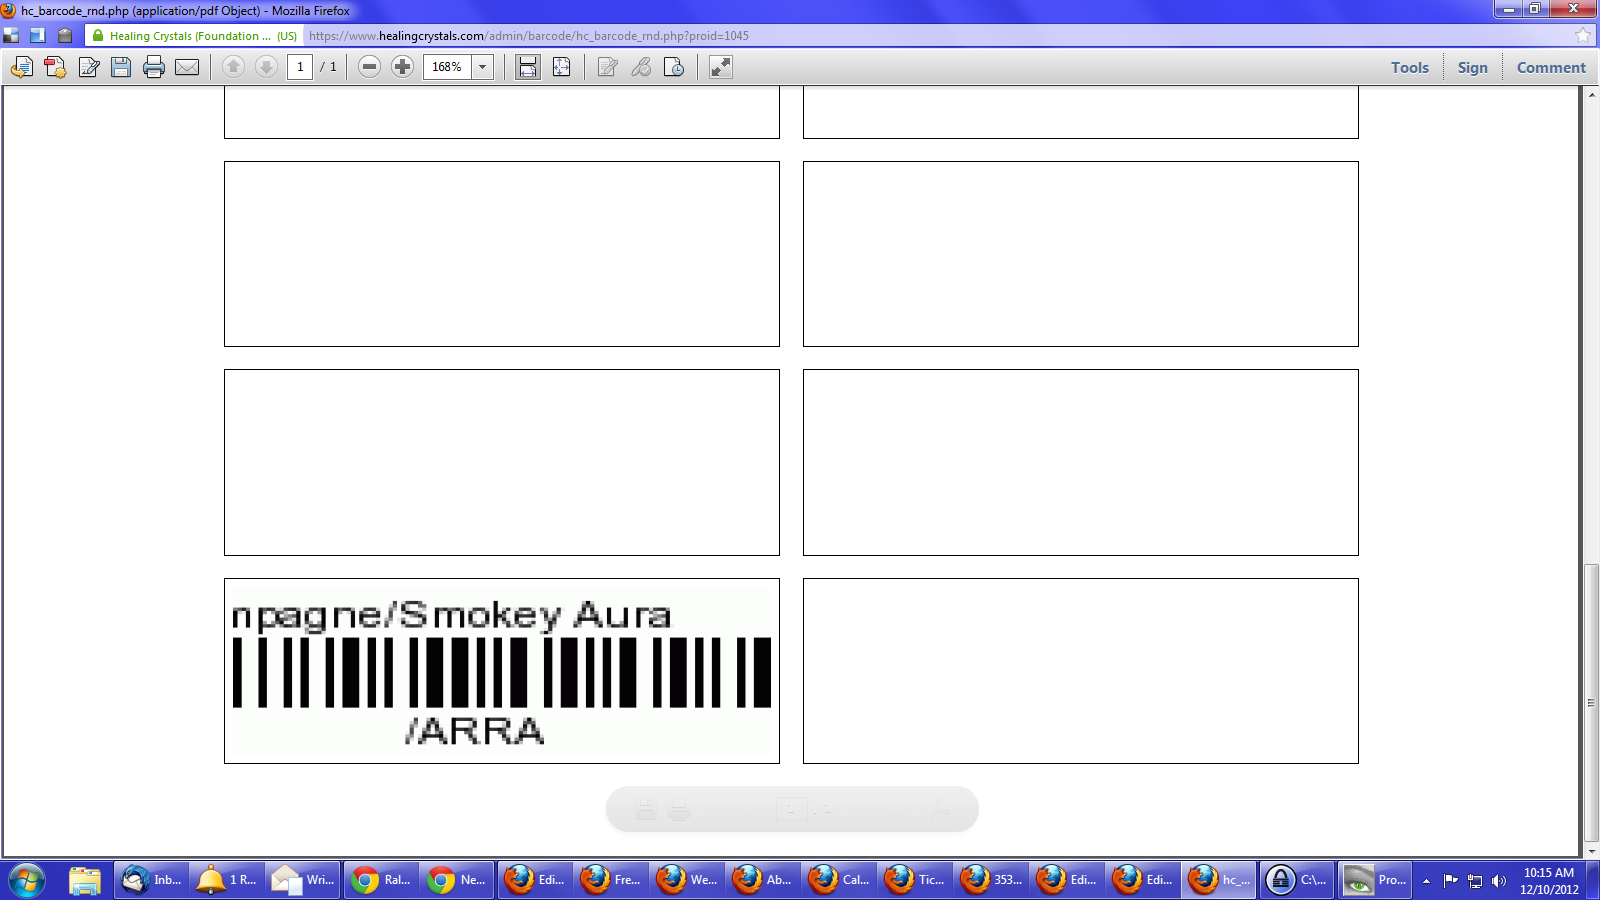 hc_barcode_rnd.php (application/pdf Object) - Mozilla Firefox
Healing Crystals (Foundation ... (US) https://www.healingcrystals.com/admin/barcode/hc_barcode_rnd.php?proid=1045
1 / 1 168% Tools Sign Comment
npagne/Smokey Aura
/ARRA
Inb... 1 R... Wri... Ral... Ne... Edi... Fre... We... Ab... Cal... Tic... 353... Edi... Edi... hc_... C:\... Pro... 10:15 AM
12/10/2012